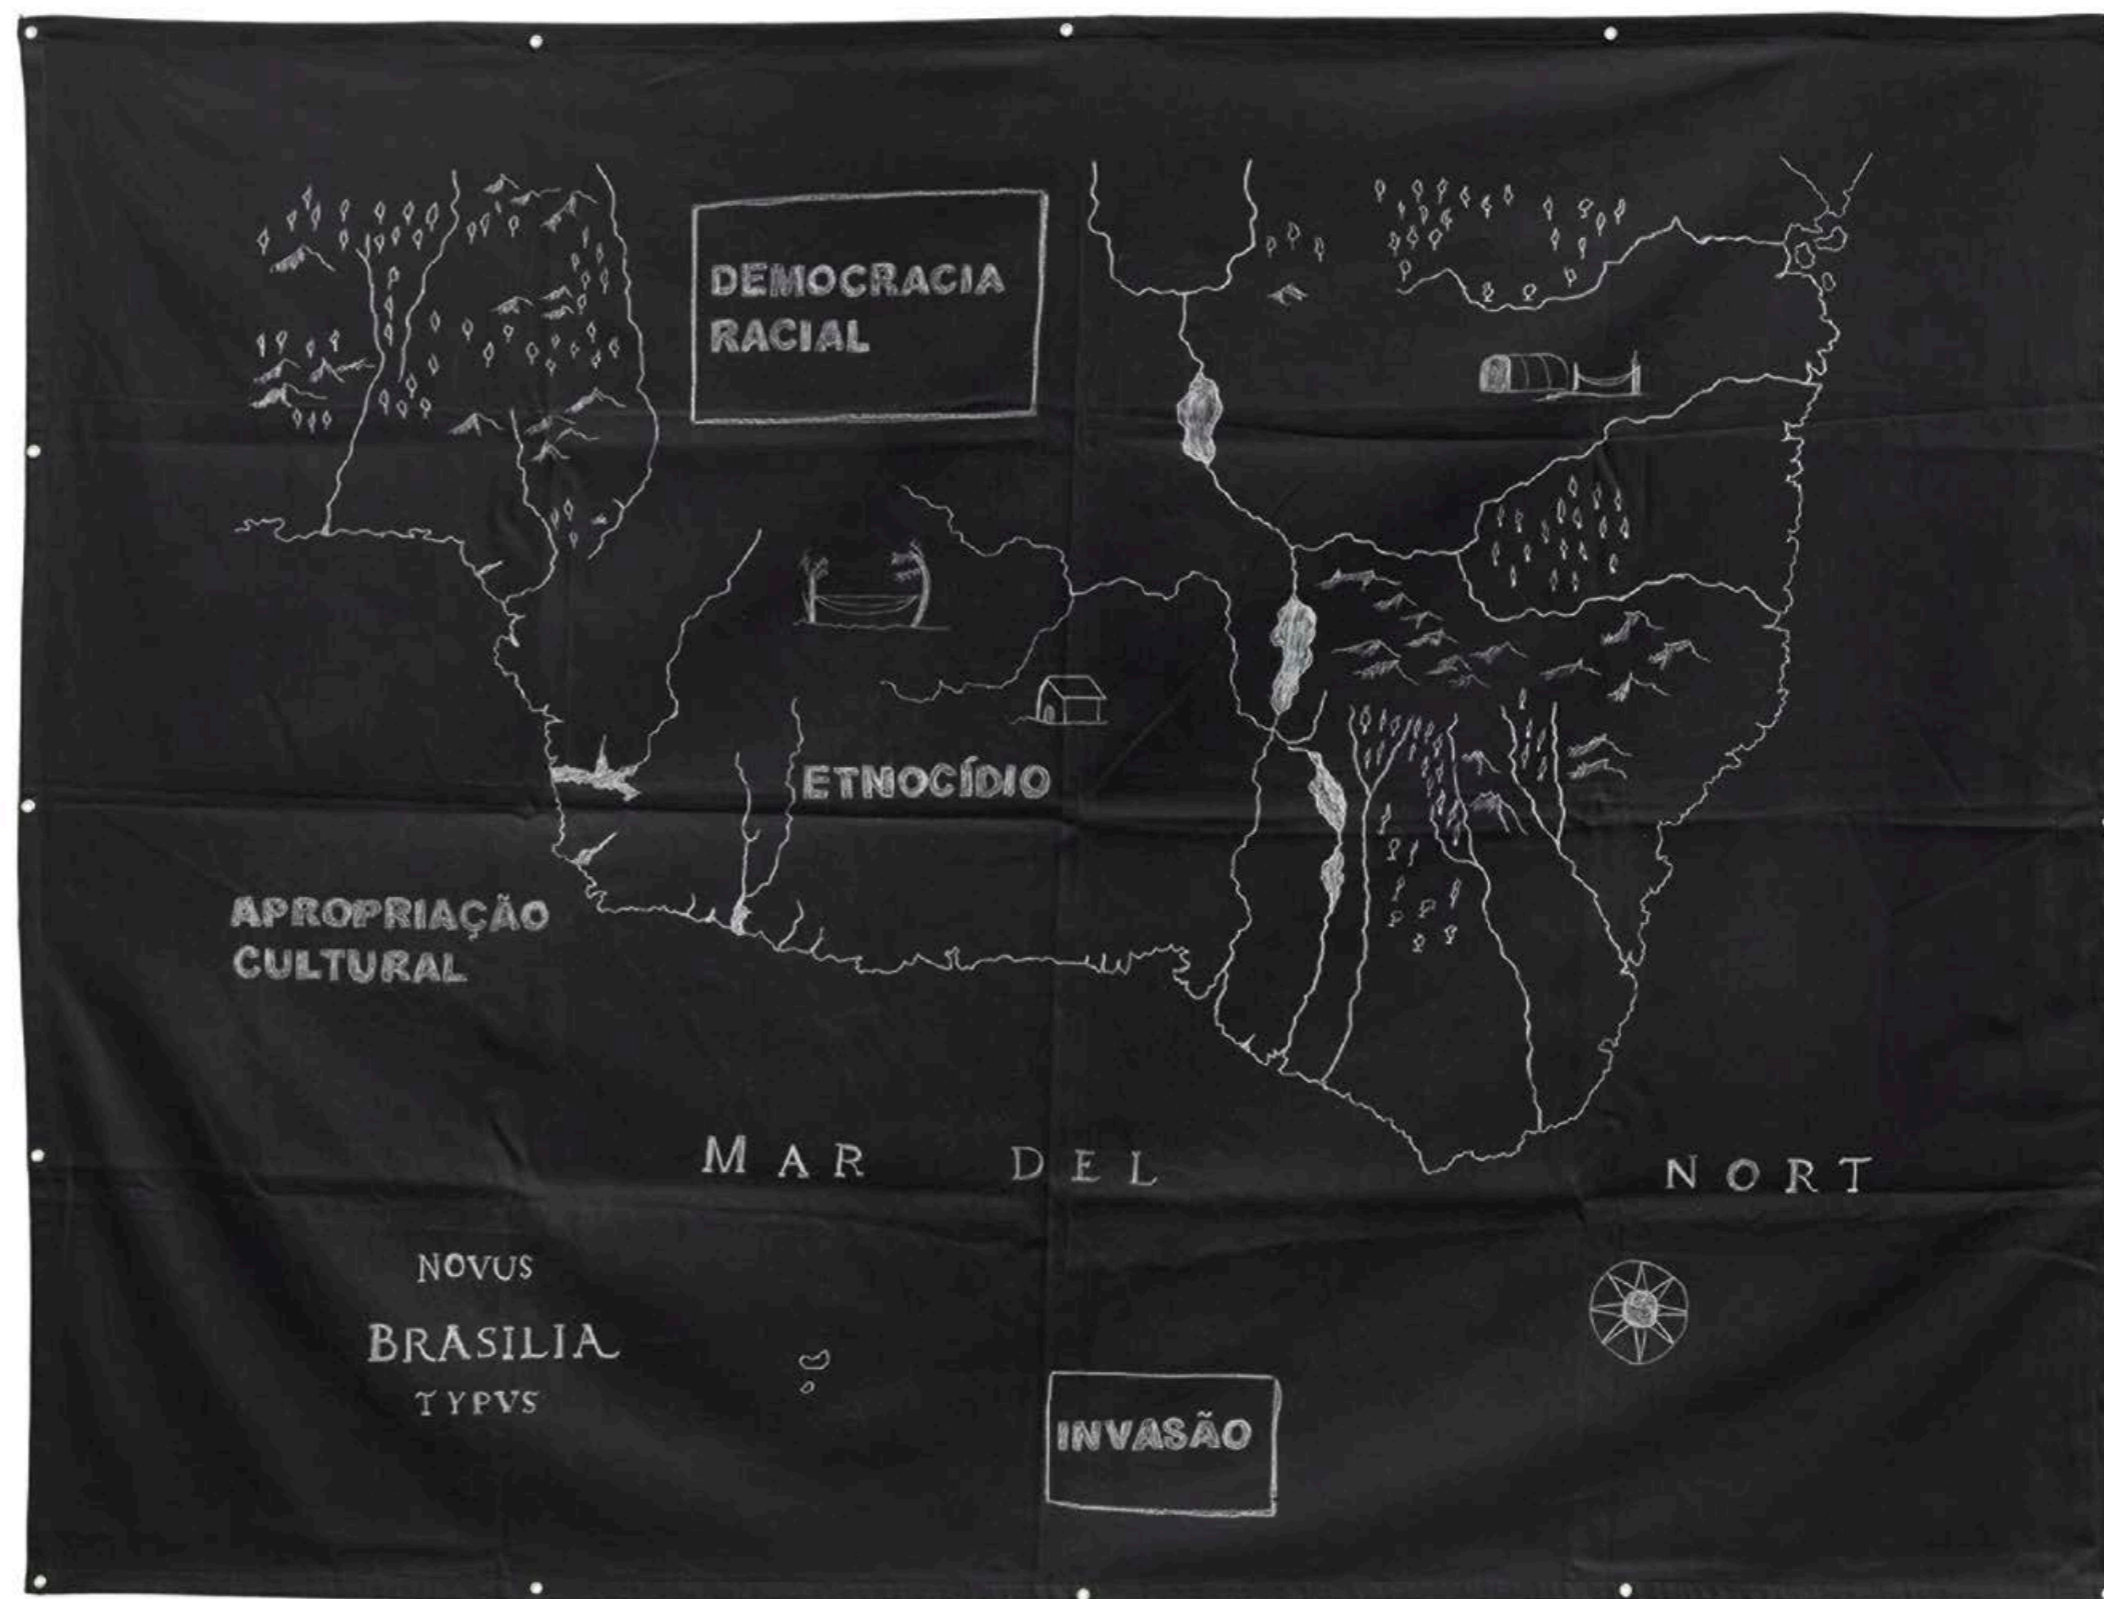 DEMOCRACIA
RACIAL
ETNOCÍDIO
APROPRIAÇÃO
CULTURAL
MAR DEL NORT
NOVUS
BRASILIA
TYPVS
INVASÃO